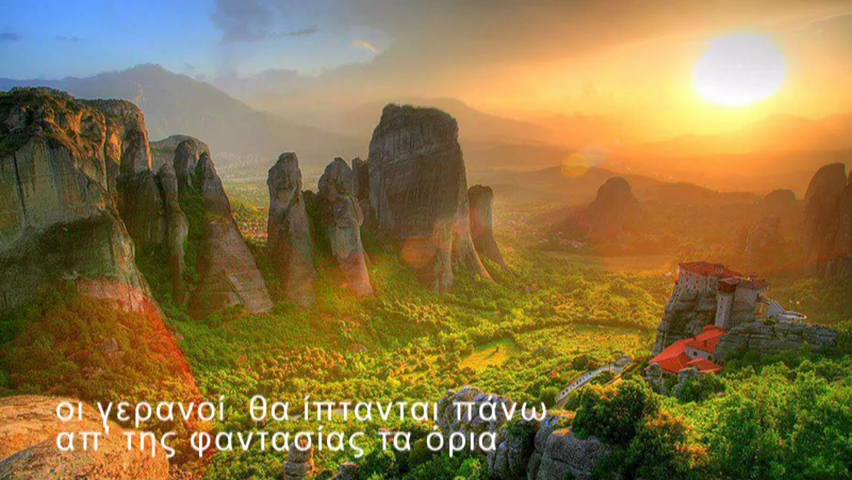 οι γερανοί θα ίπτανται πάνω
απ' της φαντασίας τα όρια